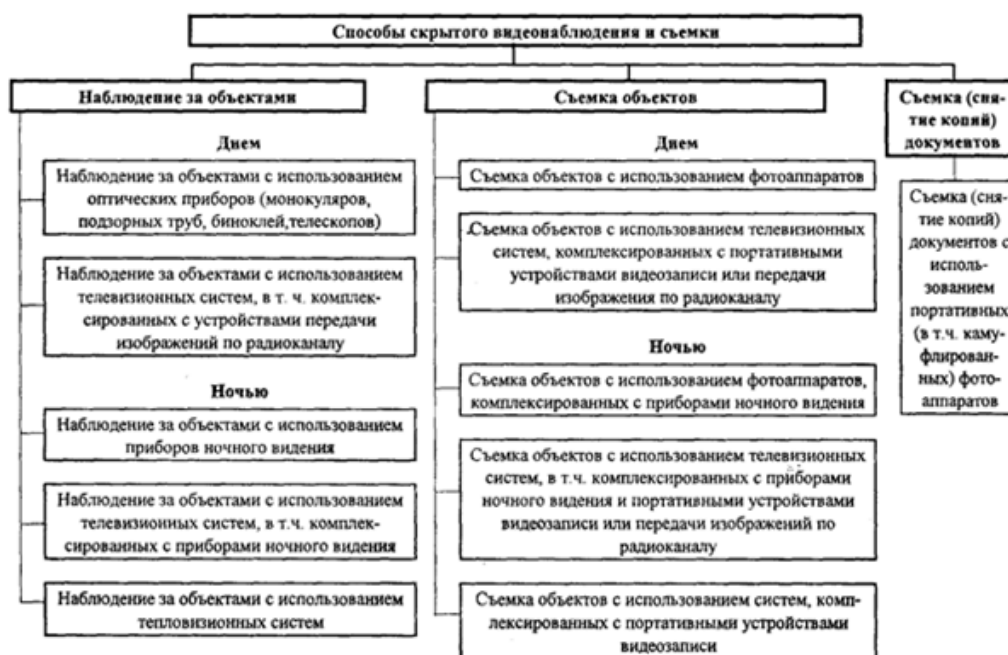 Способы скрытого видеонаблюдения и съемки
Наблюдение за объектами
Днем
Наблюдение за объектами с использованием
оптических приборов (монокуляров,
подзорных труб, биноклей,телескопов)
Наблюдение за объектами с использованием
телевизионных систем, в т. ч. комплек-
сированных с устройствами передачи
изображений по радиоканалу
Ночью
Наблюдение за объектами с использованием
приборов ночного видения
Наблюдение за объектами с использованием
телевизионных систем, в т.ч. комплек-
сированных с приборами ночного видения
Наблюдение за объектами с использованием
тепловизионных систем
Съемка объектов
Днем
Съемка объектов с использованием фотоаппаратов
Съемка объектов с использованием телевизионных
систем, комплексированных с портативными
устройствами видеозаписи или передачи
изображения по радиоканалу
Ночью
Съемка объектов с использованием фотоаппаратов,
комплексированных с приборами ночного видения
Съемка объектов с использованием телевизионных
систем, в т.ч. комплексированных с приборами
ночного видения и портативными устройствами
видеозаписи или передачи изображений по
радиоканалу
Съемка объектов с использованием систем, комп-
лексированных с портативными устройствами
видеозаписи
Съемка (сня-
тие копий)
документов
Съемка (сня-
тие копий)
документов с
исполь-
зованием
портативных
(в т.ч. каму-
флированн-
ных) фото-
аппаратов